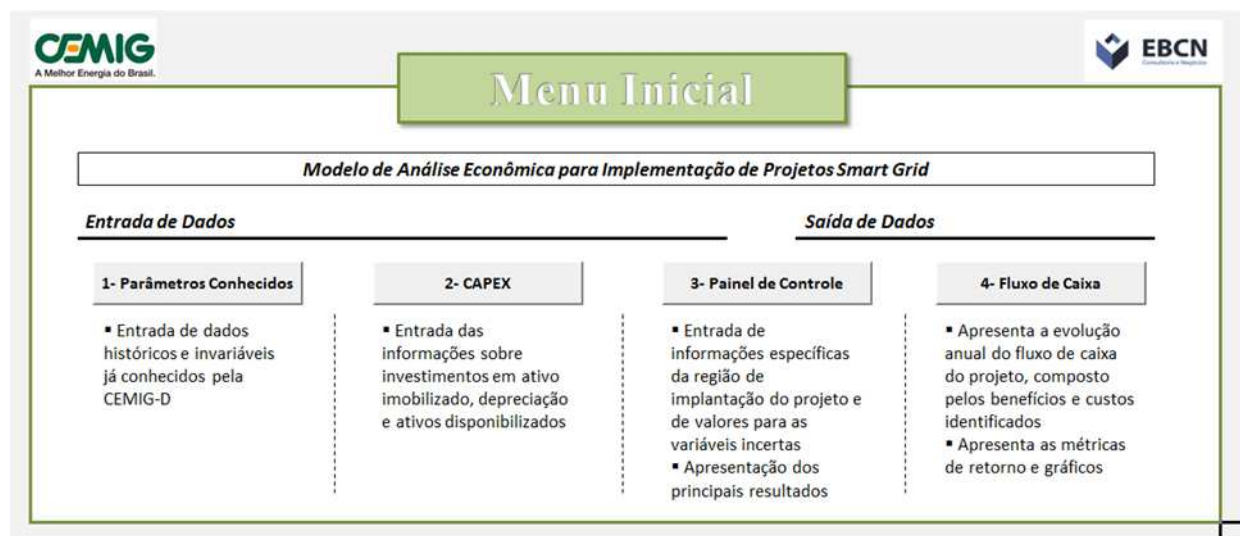 CEMIG
A Melhor Energia do Brasil.
EBCN
Consultoria e Negócios
Menu Inicial
Modelo de Análise Econômica para Implementação de Projetos Smart Grid
Entrada de Dados
Saída de Dados
1- Parâmetros Conhecidos
▪ Entrada de dados
históricos e invariáveis
já conhecidos pela
CEMIG-D
2- CAPEX
▪ Entrada das
informações sobre
investimentos em ativo
imobilizado, depreciação
e ativos disponibilizados
3- Painel de Controle
▪ Entrada de
informações específicas
da região de
implantação do projeto e
de valores para as
variáveis incertas
▪ Apresentação dos
principais resultados
4- Fluxo de Caixa
▪ Apresenta a evolução
anual do fluxo de caixa
do projeto, composto
pelos benefícios e custos
identificados
▪ Apresenta as métricas
de retorno e gráficos